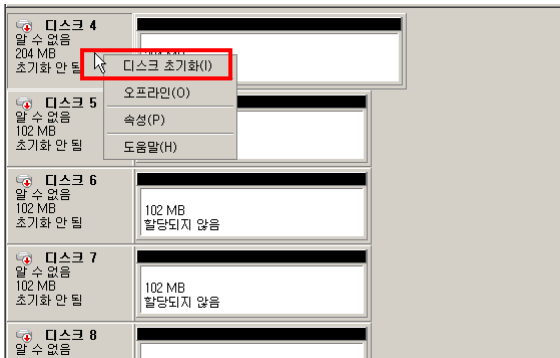 디스크 4
알 수 없음
204 MB
초기화 안 됨
204 MB
디스크 초기화(I)
오프라인(O)
속성(P)
도움말(H)
디스크 5
알 수 없음
102 MB
초기화 안 됨
디스크 6
알 수 없음
102 MB
초기화 안 됨
102 MB
할당되지 않음
디스크 7
알 수 없음
102 MB
초기화 안 됨
102 MB
할당되지 않음
디스크 8
알 수 없음